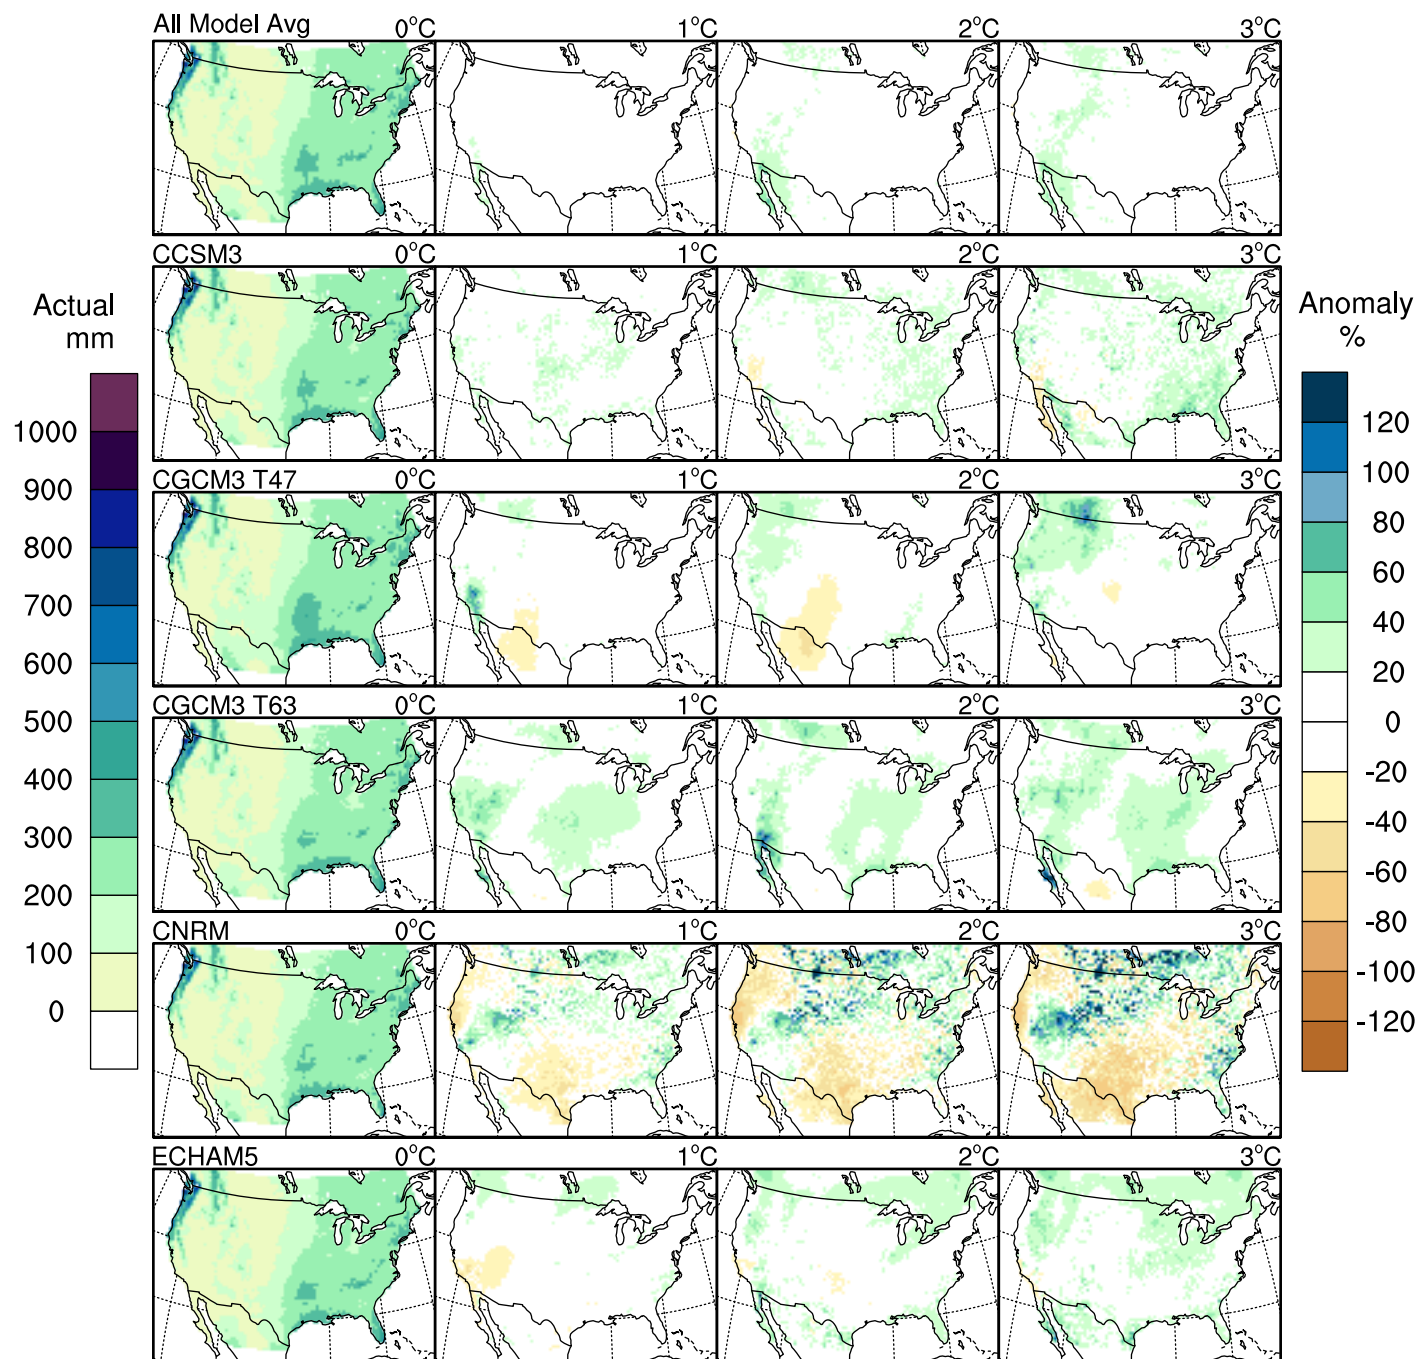 All Model Avg 0°C 1°C 2°C 3°C
CCSM3 0°C 1°C 2°C 3°C
CGCM3 T47 0°C 1°C 2°C 3°C
CGCM3 T63 0°C 1°C 2°C 3°C
CNRM 0°C 1°C 2°C 3°C
ECHAM5 0°C 1°C 2°C 3°C
Actual
mm
1000
900
800
700
600
500
400
300
200
100
0
Anomaly
%
120
100
80
60
40
20
0
-20
-40
-60
-80
-100
-120